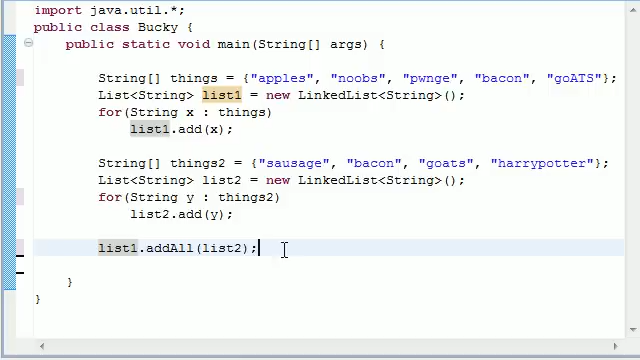 import java.util.*;
public class Bucky {
public static void main(String[] args) {
String[] things = {"apples", "noobs", "pwnge", "bacon", "goATS"};
List<String> list1 = new LinkedList<String>();
for(String x : things)
list1.add(x);
String[] things2 = {"sausage", "bacon", "goats", "harrypotter"};
List<String> list2 = new LinkedList<String>();
for(String y : things2)
list2.add(y);
list1.addAll(list2);
}
}